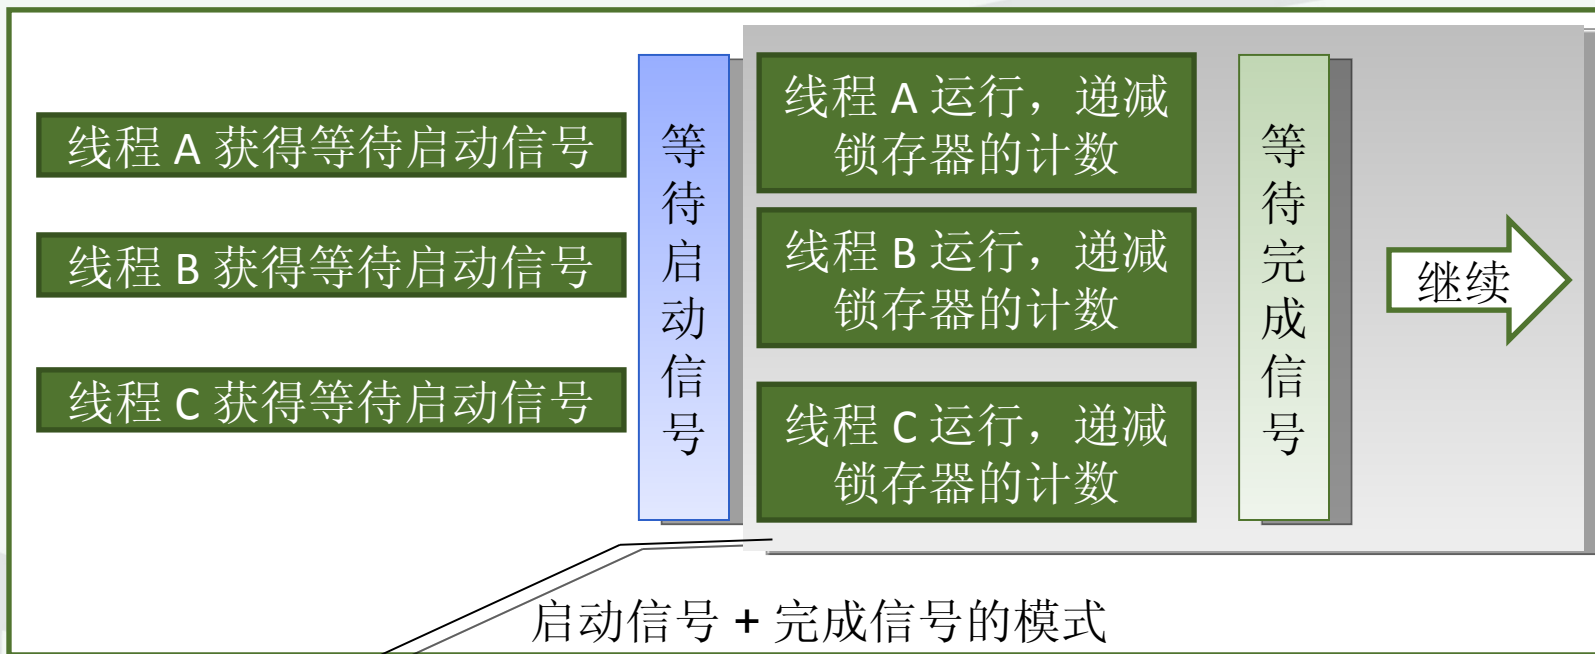 线程 A 获得等待启动信号
线程 B 获得等待启动信号
线程 C 获得等待启动信号
等待启动信号
线程 A 运行，递减
锁存器的计数
线程 B 运行，递减
锁存器的计数
线程 C 运行，递减
锁存器的计数
等待完成信号
继续
启动信号 + 完成信号的模式